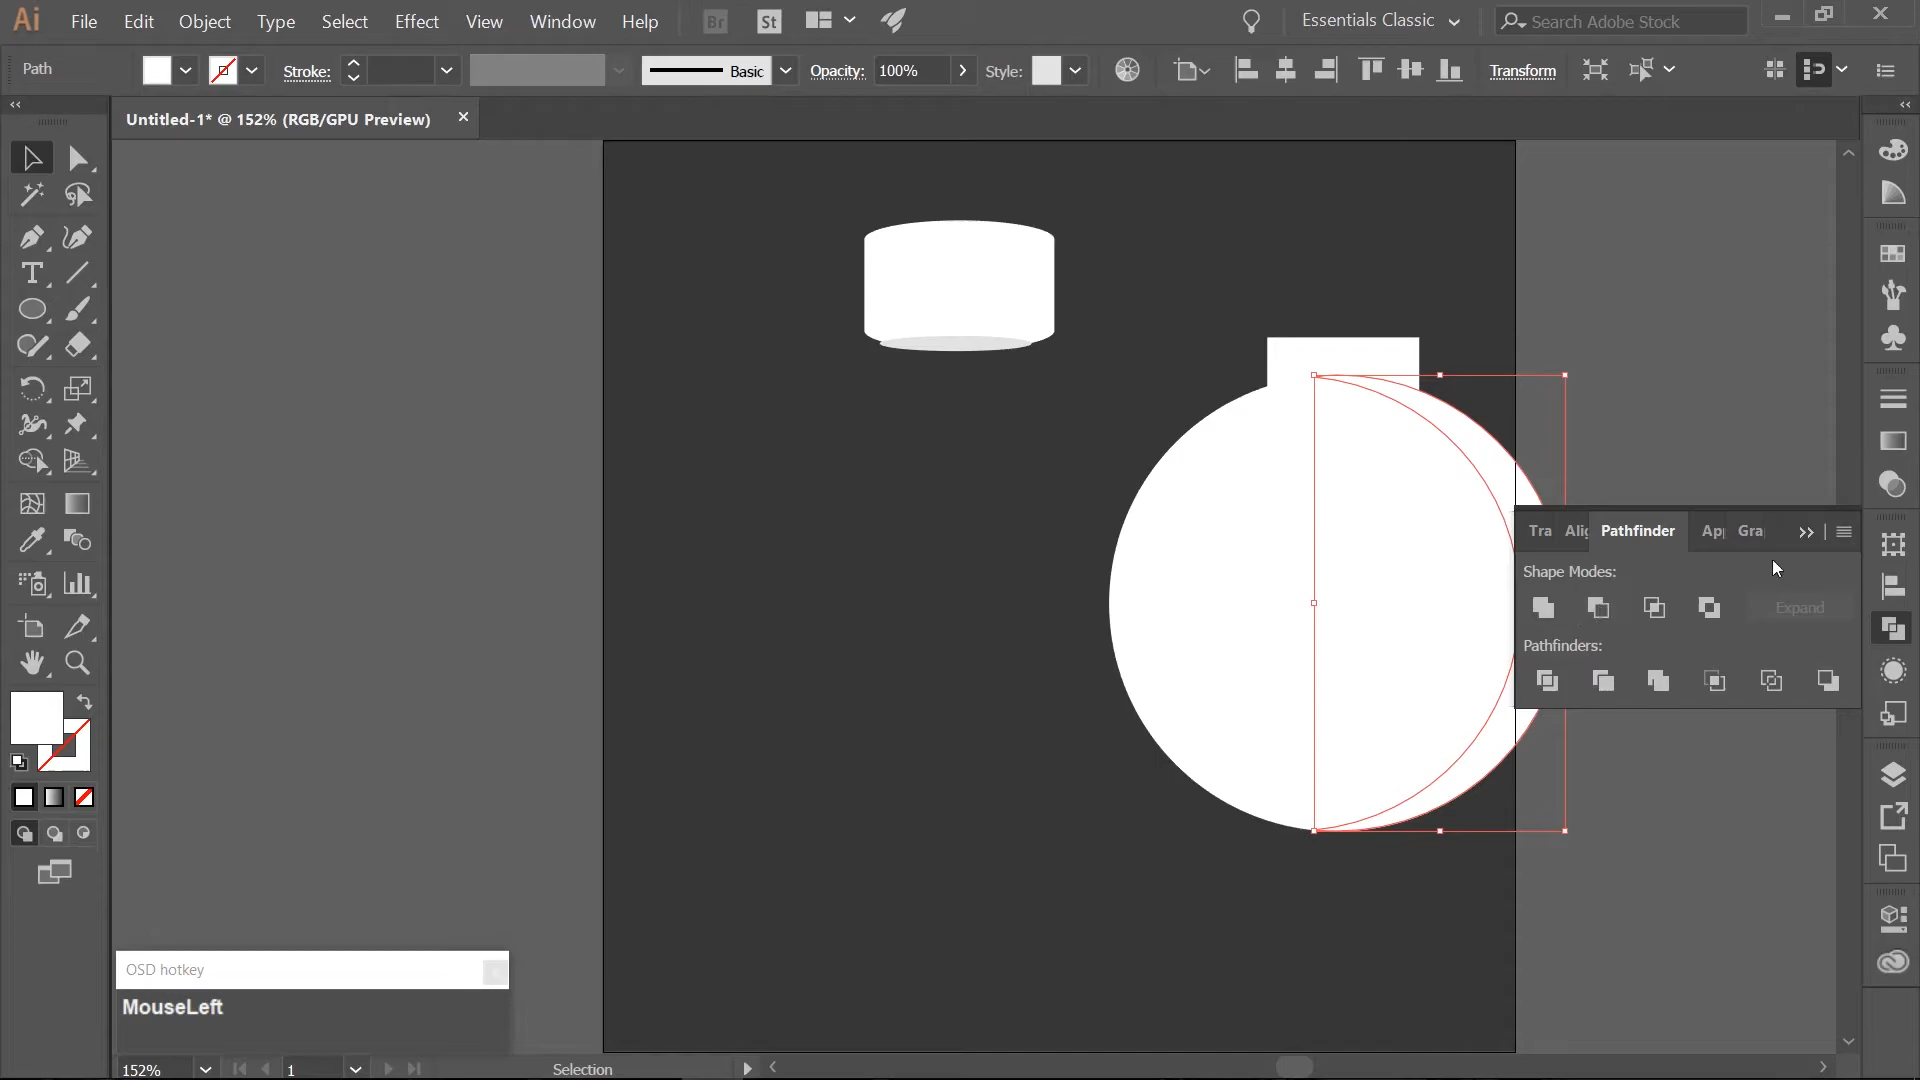 Ai File Edit Object Type Select Effect View Window Help Br St Essentials Classic Search Adobe Stock
Path Stroke: Basic Opacity: 100% Style: Transform
Untitled-1* @ 152% (RGB/GPU Preview)
Tra Alig Pathfinder Ap Gra
Shape Modes:
Expand
Pathfinders:
OSD hotkey
MouseLeft
152% 1 Selection